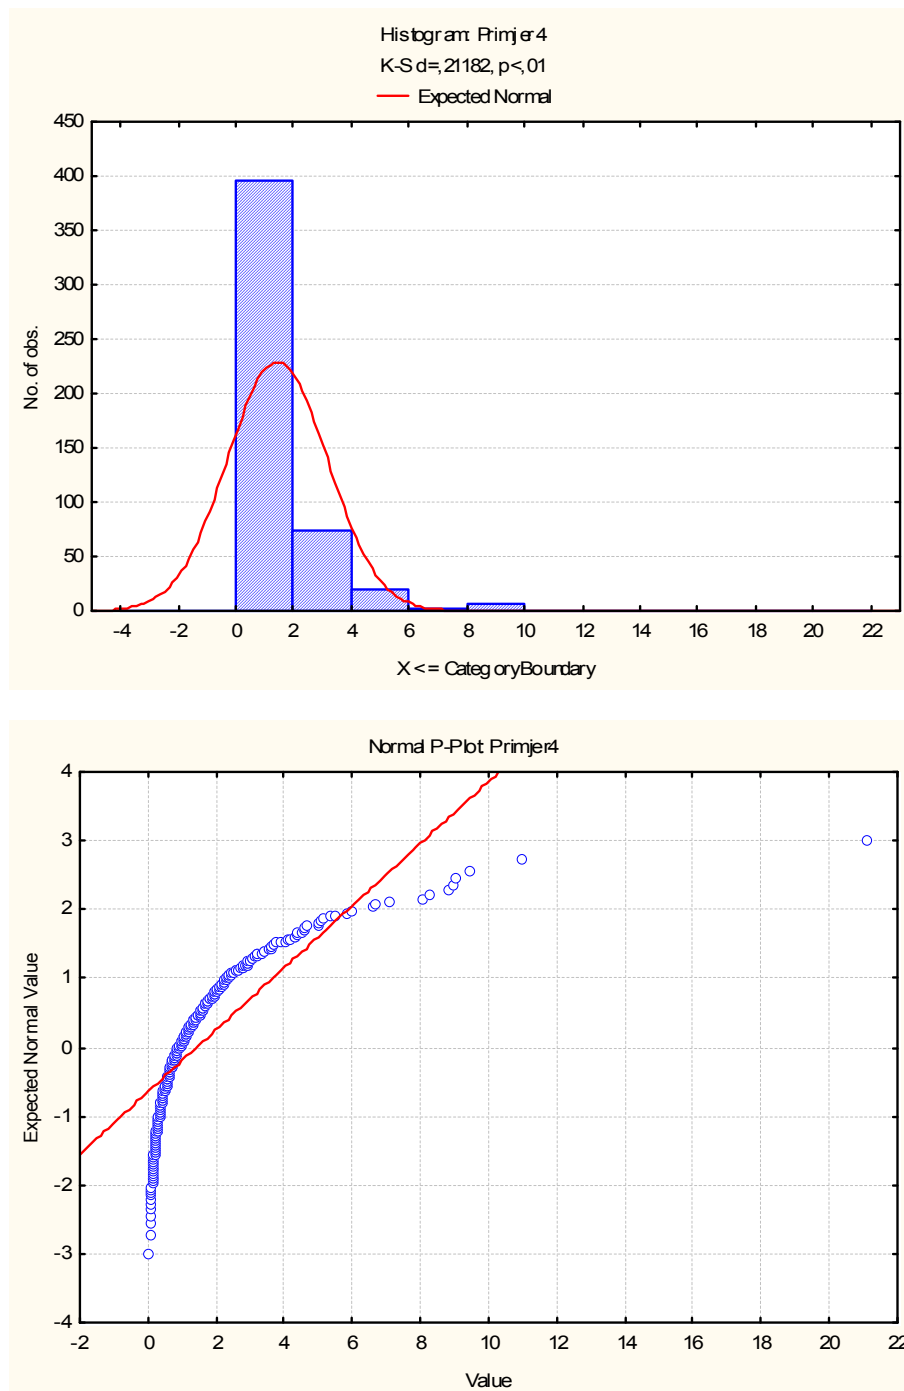 Histogram: Primjer4
K-S d=,21182, p<,01
Expected Normal
450
400
350
300
250
200
150
100
50
0
No. of obs.
-4 -2 0 2 4 6 8 10 12 14 16 18 20 22
X <= Category Boundary
Normal P-Plot: Primjer4
4
3
2
1
0
-1
-2
-3
-4
Expected Normal Value
-2 0 2 4 6 8 10 12 14 16 18 20 22
Value